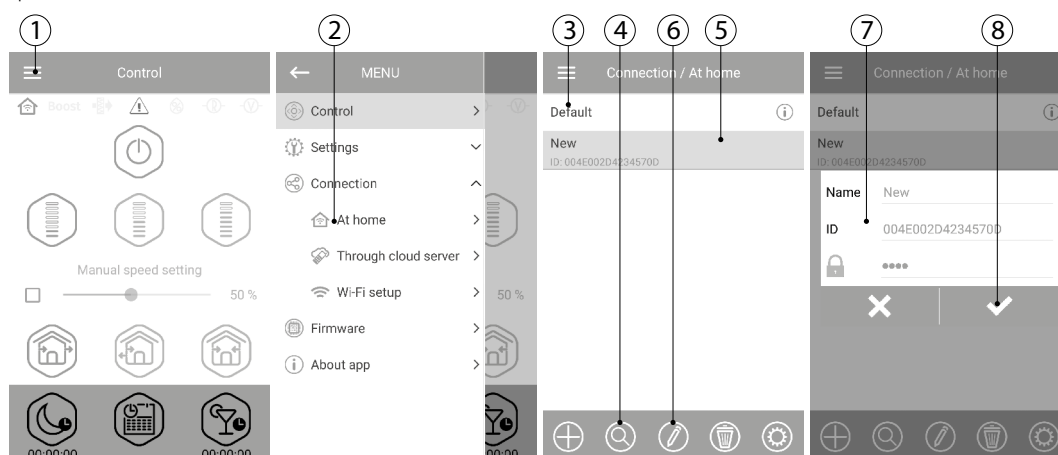 1
2
3
4
6
5
7
8
Control
Boost
Manual speed setting
50 %
00:00:00
00:00:00
MENU
Control
Settings
Connection
At home
Through cloud server
Wi-Fi setup
Firmware
About app
50 %
00:00
Connection / At home
Default
New
ID: 004E002D4234570D
Connection / At home
Default
New
ID: 004E002D4234570D
Name
New
ID
004E002D4234570D